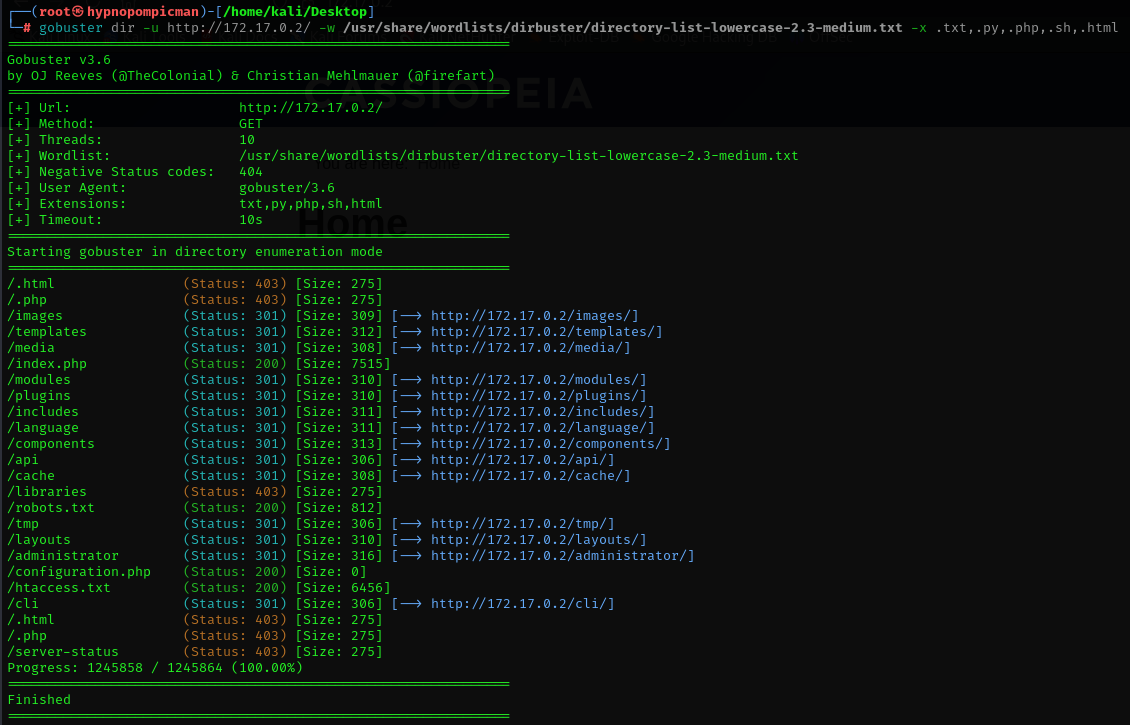 ┌──(root㉿hypnopompicman)-[/home/kali/Desktop]
└─# gobuster dir -u http://172.17.0.2/ -w /usr/share/wordlists/dirbuster/directory-list-lowercase-2.3-medium.txt -x .txt,.py,.php,.sh,.html
===============================================================
Gobuster v3.6
by OJ Reeves (@TheColonial) & Christian Mehlmauer (@firefart)
CASSIOPEIA
===============================================================
[+] Url:                     http://172.17.0.2/
[+] Method:                  GET
[+] Threads:                 10
[+] Wordlist:                /usr/share/wordlists/dirbuster/directory-list-lowercase-2.3-medium.txt
[+] Negative Status codes:   404
[+] User Agent:              gobuster/3.6
[+] Extensions:              txt,py,php,sh,html
[+] Timeout:                 10s
Home
===============================================================
Starting gobuster in directory enumeration mode
===============================================================
/.html                (Status: 403) [Size: 275]
/.php                 (Status: 403) [Size: 275]
/images               (Status: 301) [Size: 309] [--> http://172.17.0.2/images/]
/templates            (Status: 301) [Size: 312] [--> http://172.17.0.2/templates/]
/media                (Status: 301) [Size: 308] [--> http://172.17.0.2/media/]
/index.php            (Status: 200) [Size: 7515]
/modules              (Status: 301) [Size: 310] [--> http://172.17.0.2/modules/]
/plugins              (Status: 301) [Size: 310] [--> http://172.17.0.2/plugins/]
/includes             (Status: 301) [Size: 311] [--> http://172.17.0.2/includes/]
/language             (Status: 301) [Size: 311] [--> http://172.17.0.2/language/]
/components           (Status: 301) [Size: 313] [--> http://172.17.0.2/components/]
/api                  (Status: 301) [Size: 306] [--> http://172.17.0.2/api/]
/cache                (Status: 301) [Size: 308] [--> http://172.17.0.2/cache/]
/libraries            (Status: 403) [Size: 275]
/robots.txt           (Status: 200) [Size: 812]
/tmp                  (Status: 301) [Size: 306] [--> http://172.17.0.2/tmp/]
/layouts              (Status: 301) [Size: 310] [--> http://172.17.0.2/layouts/]
/administrator        (Status: 301) [Size: 316] [--> http://172.17.0.2/administrator/]
/configuration.php    (Status: 200) [Size: 0]
/htaccess.txt         (Status: 200) [Size: 6456]
/cli                  (Status: 301) [Size: 306] [--> http://172.17.0.2/cli/]
/.html                (Status: 403) [Size: 275]
/.php                 (Status: 403) [Size: 275]
/server-status        (Status: 403) [Size: 275]
Progress: 1245858 / 1245864 (100.00%)
===============================================================
Finished
===============================================================